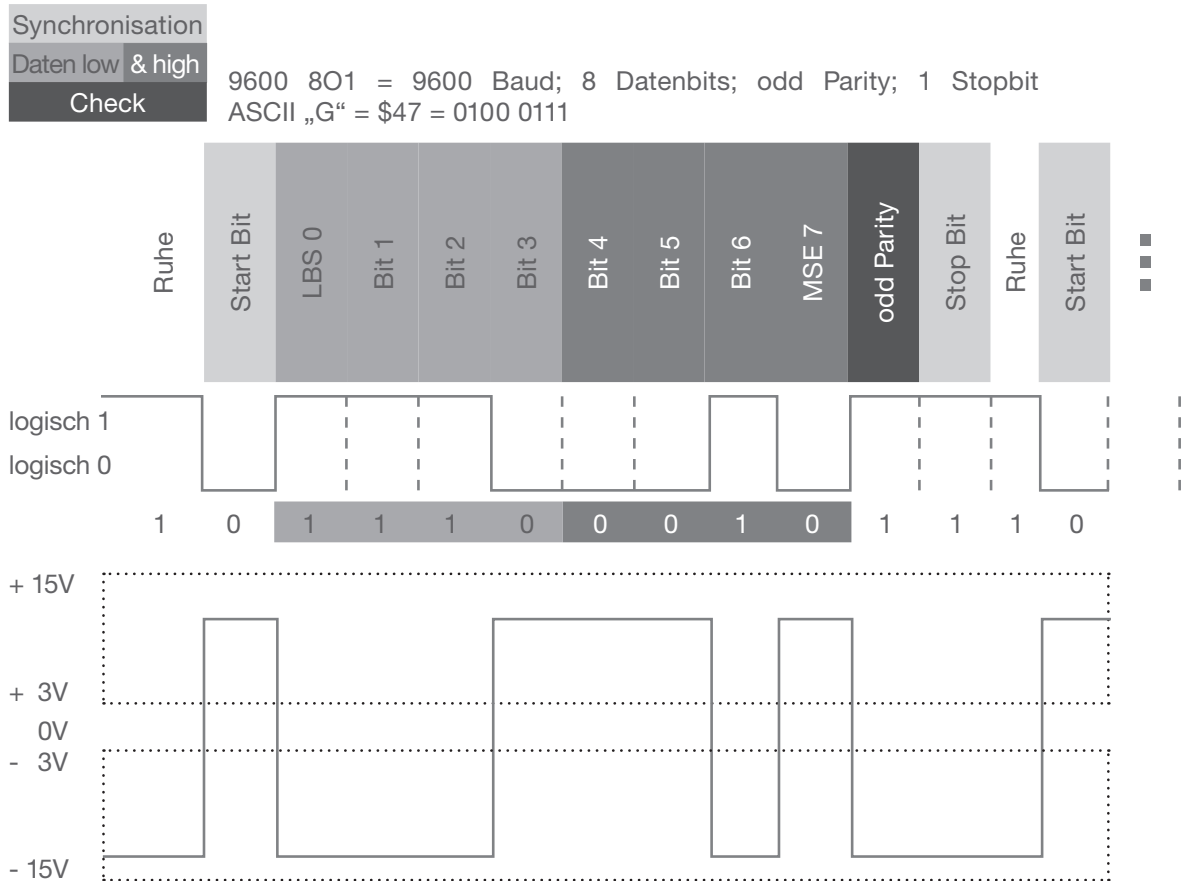 Synchronisation
Daten low & high
Check
9600 8O1 = 9600 Baud; 8 Datenbits; odd Parity; 1 Stopbit
ASCII „G“ = $47 = 0100 0111
Ruhe
Start Bit
LBS 0
Bit 1
Bit 2
Bit 3
Bit 4
Bit 5
Bit 6
MSE 7
odd Parity
Stop Bit
Ruhe
Start Bit
logisch 1
logisch 0
1 0 1 1 1 0 0 0 1 0 1 1 1 0
+ 15V
+ 3V
0V
- 3V
- 15V